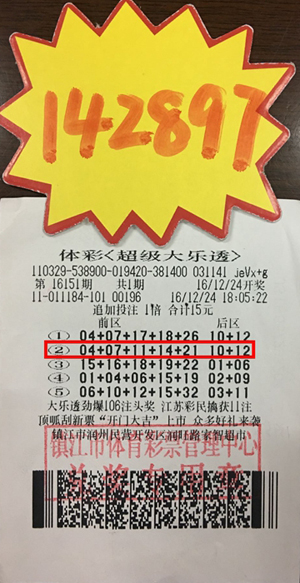 142897
体彩<超级大乐透>
110329-538900-019420-381400 031141 jeVx+g
第 16151期 共1期 16/12/24开奖
11-011184-101 00196 16/12/24 18:05:22
追加投注 1倍 合计15元
前区 后区
① 04+07+17+18+26 10+12
② 04+07+11+14+21 10+12
③ 15+16+18+19+22 01+06
④ 01+04+06+15+19 02+09
⑤ 06+10+12+15+32 03+11
大乐透劲爆106注头奖 江苏彩民擒获11注
顶呱刮新票“开门大吉”上市 众多好礼来袭
镇江市润州民营开发区润旺路家智超市
镇江市体育彩票管理中心
兑奖专用章